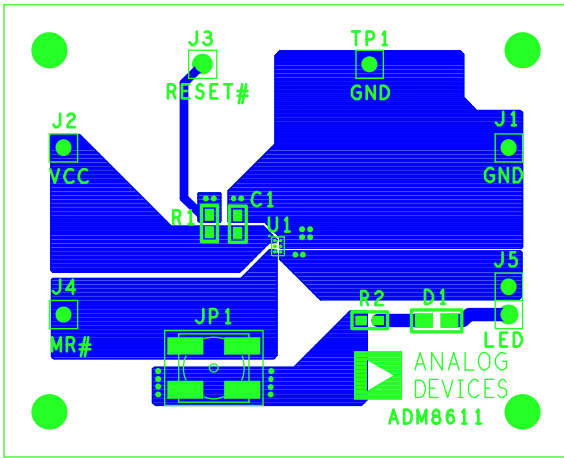 J3
TP1
RESET#
GND
J2
J1
VCC
GND
C1
R1
U1
J4
J5
R2
D1
JP1
MR#
LED
ANALOG
DEVICES
ADM8611